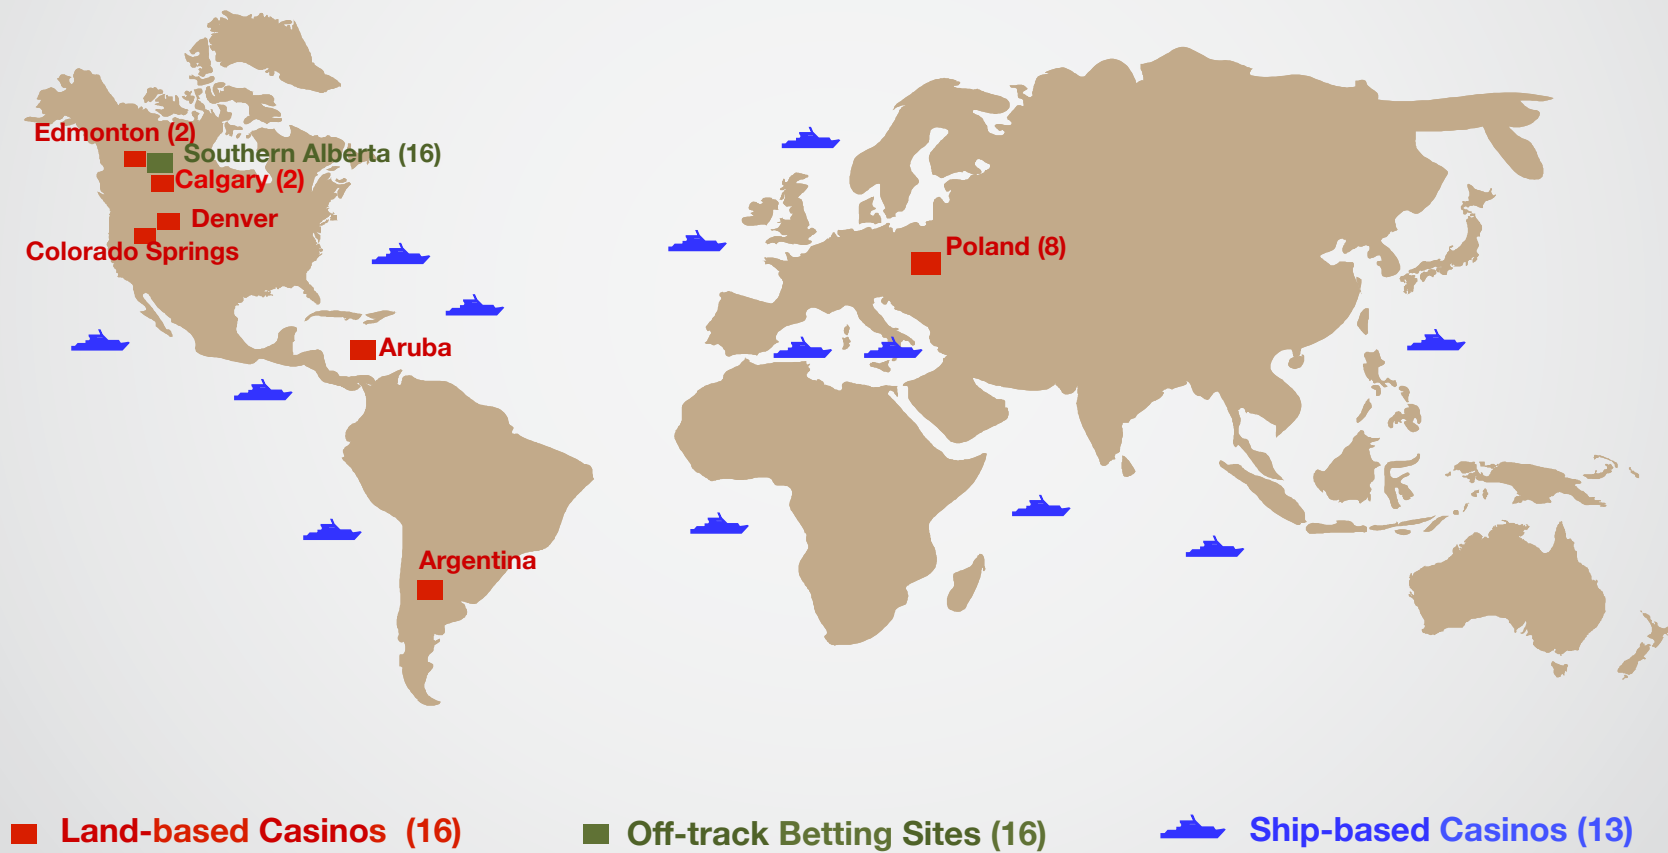 Edmonton (2)
Southern Alberta (16)
Calgary (2)
Denver
Colorado Springs
Poland (8)
Aruba
Argentina
Land-based Casinos (16)
Off-track Betting Sites (16)
Ship-based Casinos (13)